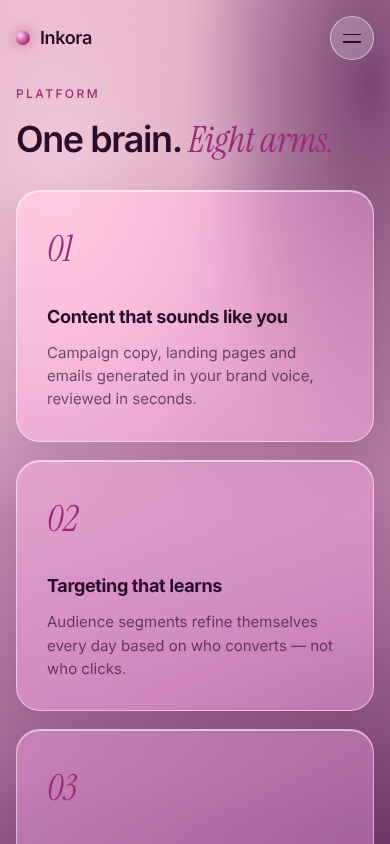 Inkora
PLATFORM
One brain. Eight arms.
01
Content that sounds like you
Campaign copy, landing pages and
emails generated in your brand voice,
reviewed in seconds.
02
Targeting that learns
Audience segments refine themselves
every day based on who converts — not
who clicks.
03